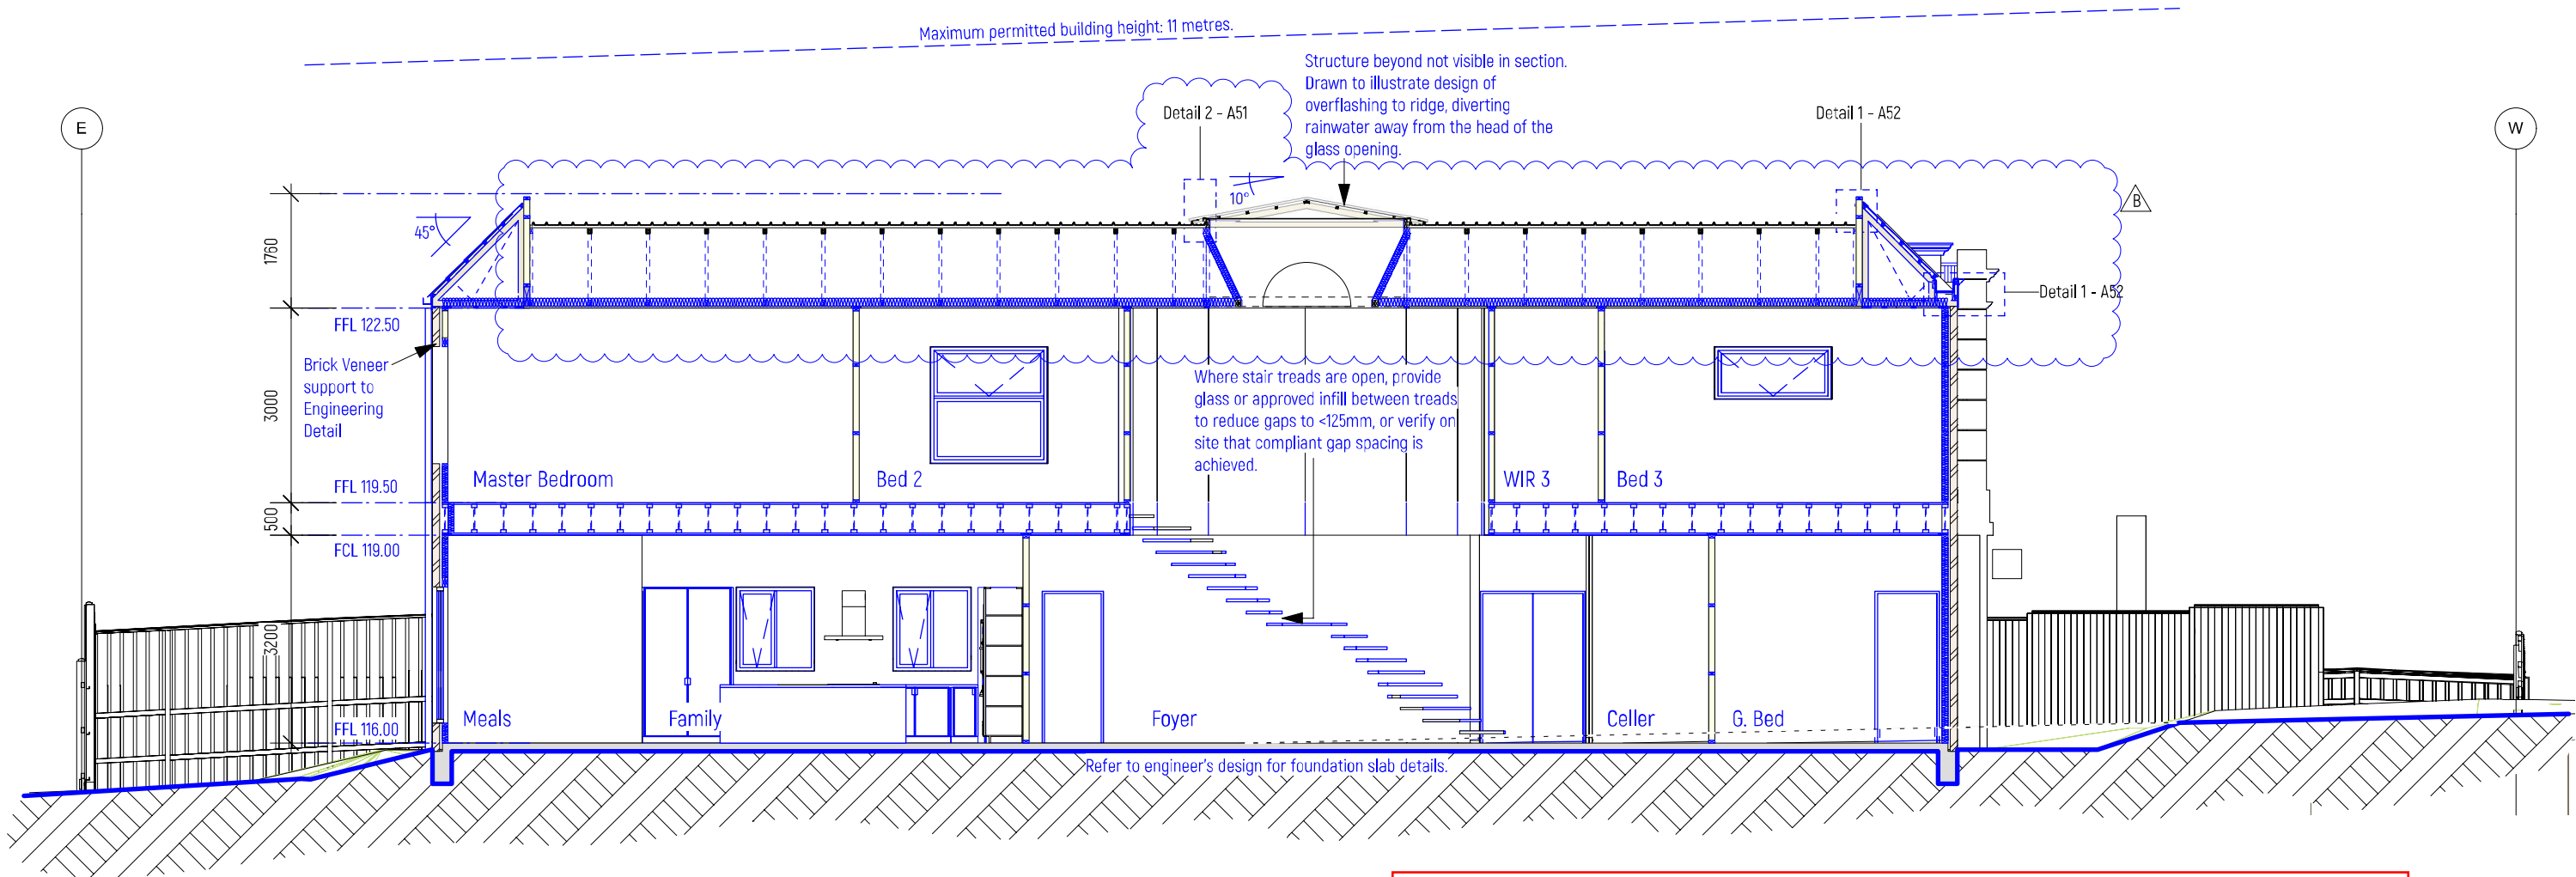 Maximum permitted building height: 11 metres.
Structure beyond not visible in section.
Drawn to illustrate design of
overflashing to ridge, diverting
rainwater away from the head of the
glass opening.
Detail 2 - A51
Detail 1 - A52
E
W
10°
B
45°
1760
Detail 1 - A52
FFL 122.50
Brick Veneer
support to
Engineering
Detail
3000
Where stair treads are open, provide
glass or approved infill between treads
to reduce gaps to <125mm, or verify on
site that compliant gap spacing is
achieved.
FFL 119.50
Master Bedroom
Bed 2
WIR 3
Bed 3
500
FCL 119.00
3200
FFL 116.00
Meals
Family
Foyer
Celler
G. Bed
Refer to engineer's design for foundation slab details.